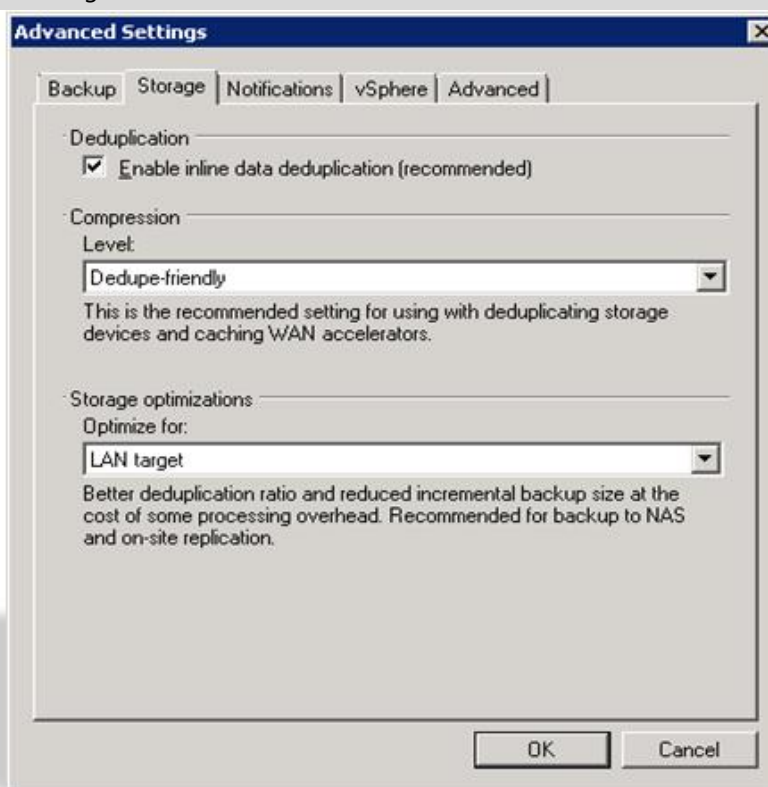 Advanced Settings
Backup Storage Notifications vSphere Advanced
Deduplication
Enable inline data deduplication (recommended)
Compression
Level:
Dedupe-friendly
This is the recommended setting for using with deduplicating storage
devices and caching WAN accelerators.
Storage optimizations
Optimize for:
LAN target
Better deduplication ratio and reduced incremental backup size at the
cost of some processing overhead. Recommended for backup to NAS
and on-site replication.
OK Cancel